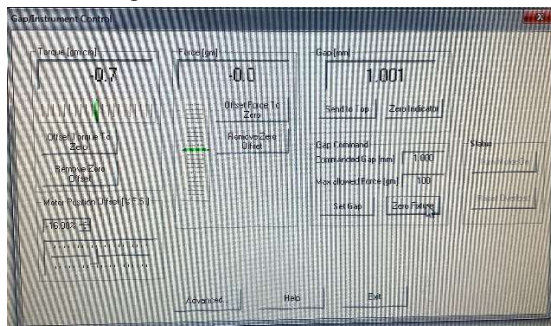 Gap/Instrument Control
Torque [gm·cm]
-0.7
Offset Torque To
Zero
Remove Zero
Offset
Motor Position Offset [% F.S.]
-16.00%
Force [gm]
-0.0
Offset Force To
Zero
Remove Zero
Offset
Gap [mm]
1.001
Send to Top
Zero Indicator
Gap Command
Commanded Gap [mm]
1.000
Max allowed Force [gm]
100
Set Gap
Zero Fixture
Status
Reset Overload
Advanced...
Help
Exit